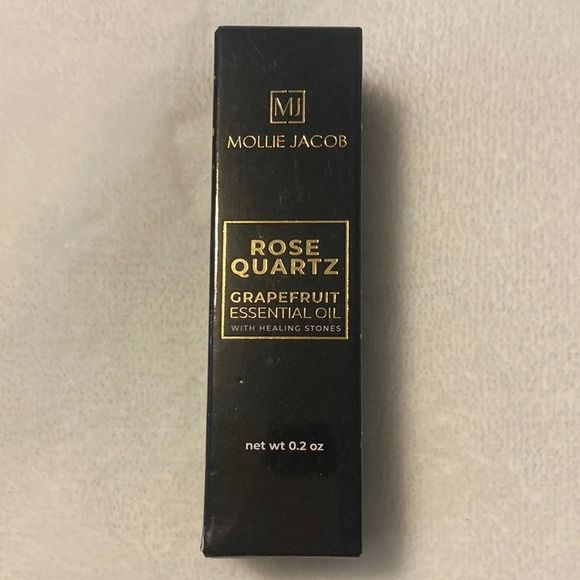 MJ
MOLLIE JACOB
ROSE
QUARTZ
GRAPEFRUIT
ESSENTIAL OIL
WITH HEALING STONES
net wt 0.2 oz